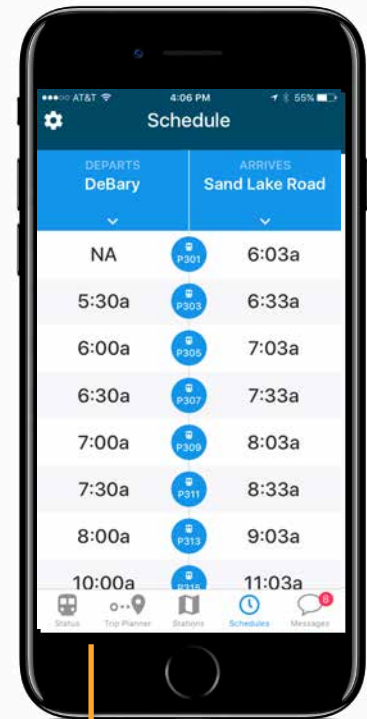 AT&T 4:06 PM 55%
Schedule
DEPARTS ARRIVES
DeBary Sand Lake Road
NA P301 6:03a
5:30a P303 6:33a
6:00a P305 7:03a
6:30a P307 7:33a
7:00a P309 8:03a
7:30a P311 8:33a
8:00a P313 9:03a
10:00a 11:03a
8
Status Trip Planner Stations Schedules Messages